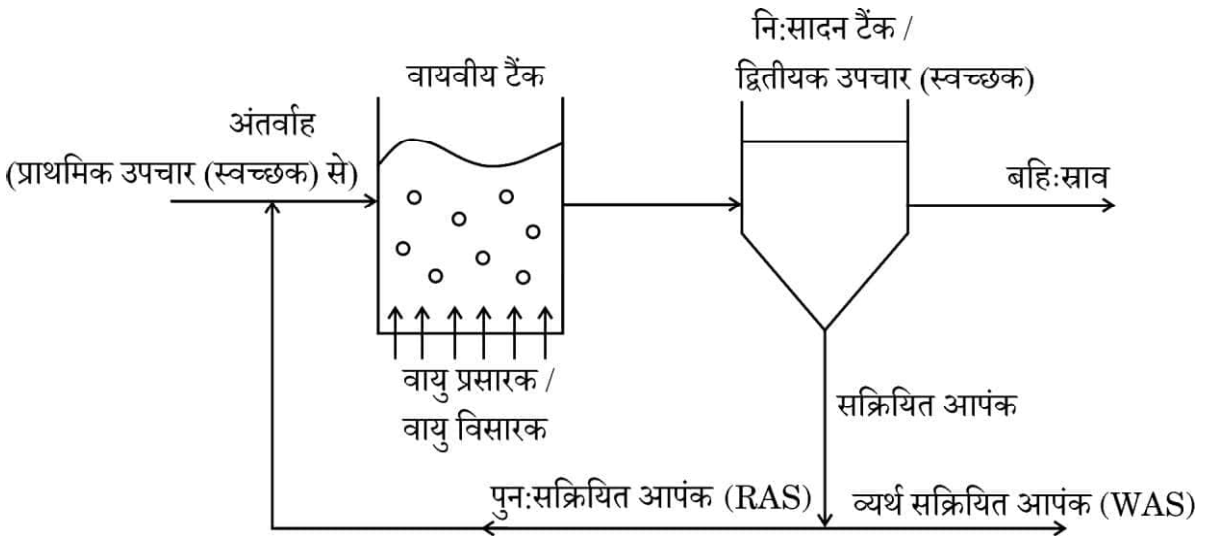 नि:सादन टैंक /
द्वितीयक उपचार (स्वच्छक)
वायवीय टैंक
अंतर्वाह
(प्राथमिक उपचार (स्वच्छक) से)
बहिःस्राव
वायु प्रसारक /
वायु विसारक
सक्रियित आपंक
पुन:सक्रियित आपंक (RAS)
व्यर्थ सक्रियित आपंक (WAS)